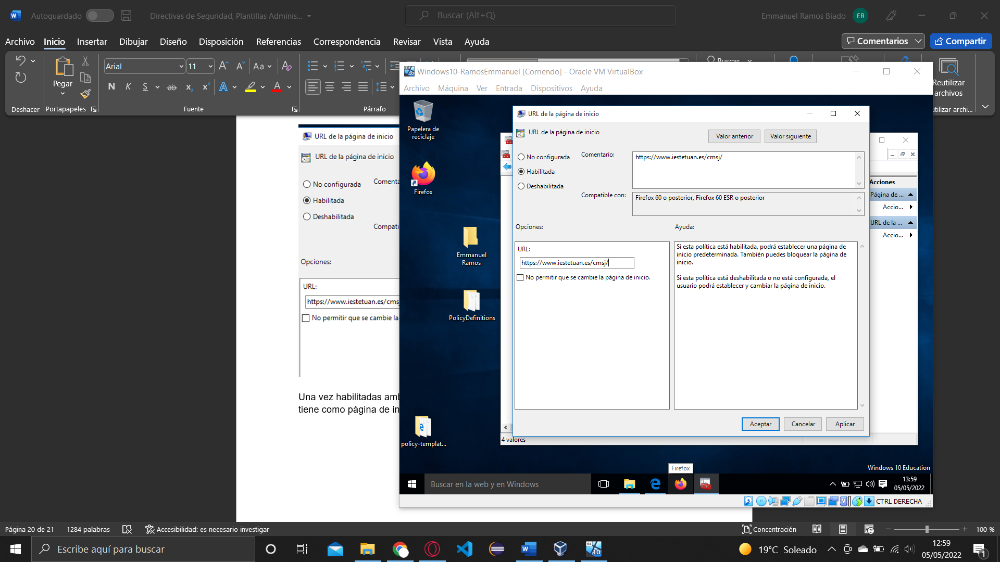 Autoguardado
Directivas de Seguridad, Plantillas Adminis...
Buscar (Alt+Q)
Emmanuel Ramos Biado
ER
Archivo
Inicio
Insertar
Dibujar
Diseño
Disposición
Referencias
Correspondencia
Revisar
Vista
Ayuda
Comentarios
Compartir
Arial
11
Aa
Pegar
N K S ab x₂ x² A A
Buscar
Reutilizar
archivos
Deshacer
Portapapeles
Fuente
Párrafo
utilizar archi...
Windows10-RamosEmmanuel [Corriendo] - Oracle VM VirtualBox
Archivo Máquina Ver Entrada Dispositivos Ayuda
URL de la página de inicio
URL de la página de inicio
No configurada
Habilitada
Deshabilitada
Comenta
Compati
Opciones:
URL:
https://www.iestetuan.es/cmsj
No permitir que se cambie la
Una vez habilitadas amb
tiene como página de in
Papelera de
reciclaje
Firefox
Emmanuel
Ramos
PolicyDefinitions
policy-templat...
URL de la página de inicio
URL de la página de inicio
Valor anterior
Valor siguiente
No configurada
Habilitada
Deshabilitada
Comentario:
https://www.iestetuan.es/cmsj/
Compatible con:
Firefox 60 o posterior, Firefox 60 ESR o posterior
Opciones:
Ayuda:
URL:
https://www.iestetuan.es/cmsj/
No permitir que se cambie la página de inicio.
Si esta política está habilitada, podrá establecer una página de
inicio predeterminada. También puedes bloquear la página de
inicio.
Si esta política está deshabilitada o no está configurada, el
usuario podrá establecer y cambiar la página de inicio.
Aceptar
Cancelar
Aplicar
Acciones
Página de ...
Accio...
URL de la ...
Accio...
4 valores
Windows 10 Education
Firefox
Buscar en la web y en Windows
13:59
05/05/2022
CTRL DERECHA
Página 20 de 21
1284 palabras
Accesibilidad: es necesario investigar
Concentración
100 %
Escribe aquí para buscar
19°C Soleado
12:59
05/05/2022
1